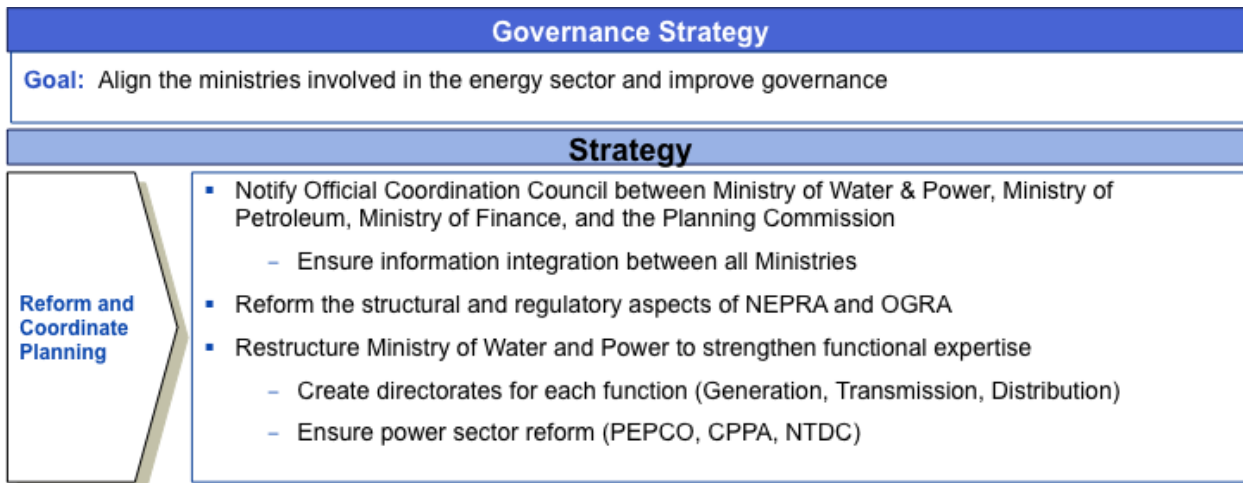 Governance Strategy
Goal: Align the ministries involved in the energy sector and improve governance
Strategy
Reform and
Coordinate
Planning
▪ Notify Official Coordination Council between Ministry of Water & Power, Ministry of
Petroleum, Ministry of Finance, and the Planning Commission
– Ensure information integration between all Ministries
▪ Reform the structural and regulatory aspects of NEPRA and OGRA
▪ Restructure Ministry of Water and Power to strengthen functional expertise
– Create directorates for each function (Generation, Transmission, Distribution)
– Ensure power sector reform (PEPCO, CPPA, NTDC)